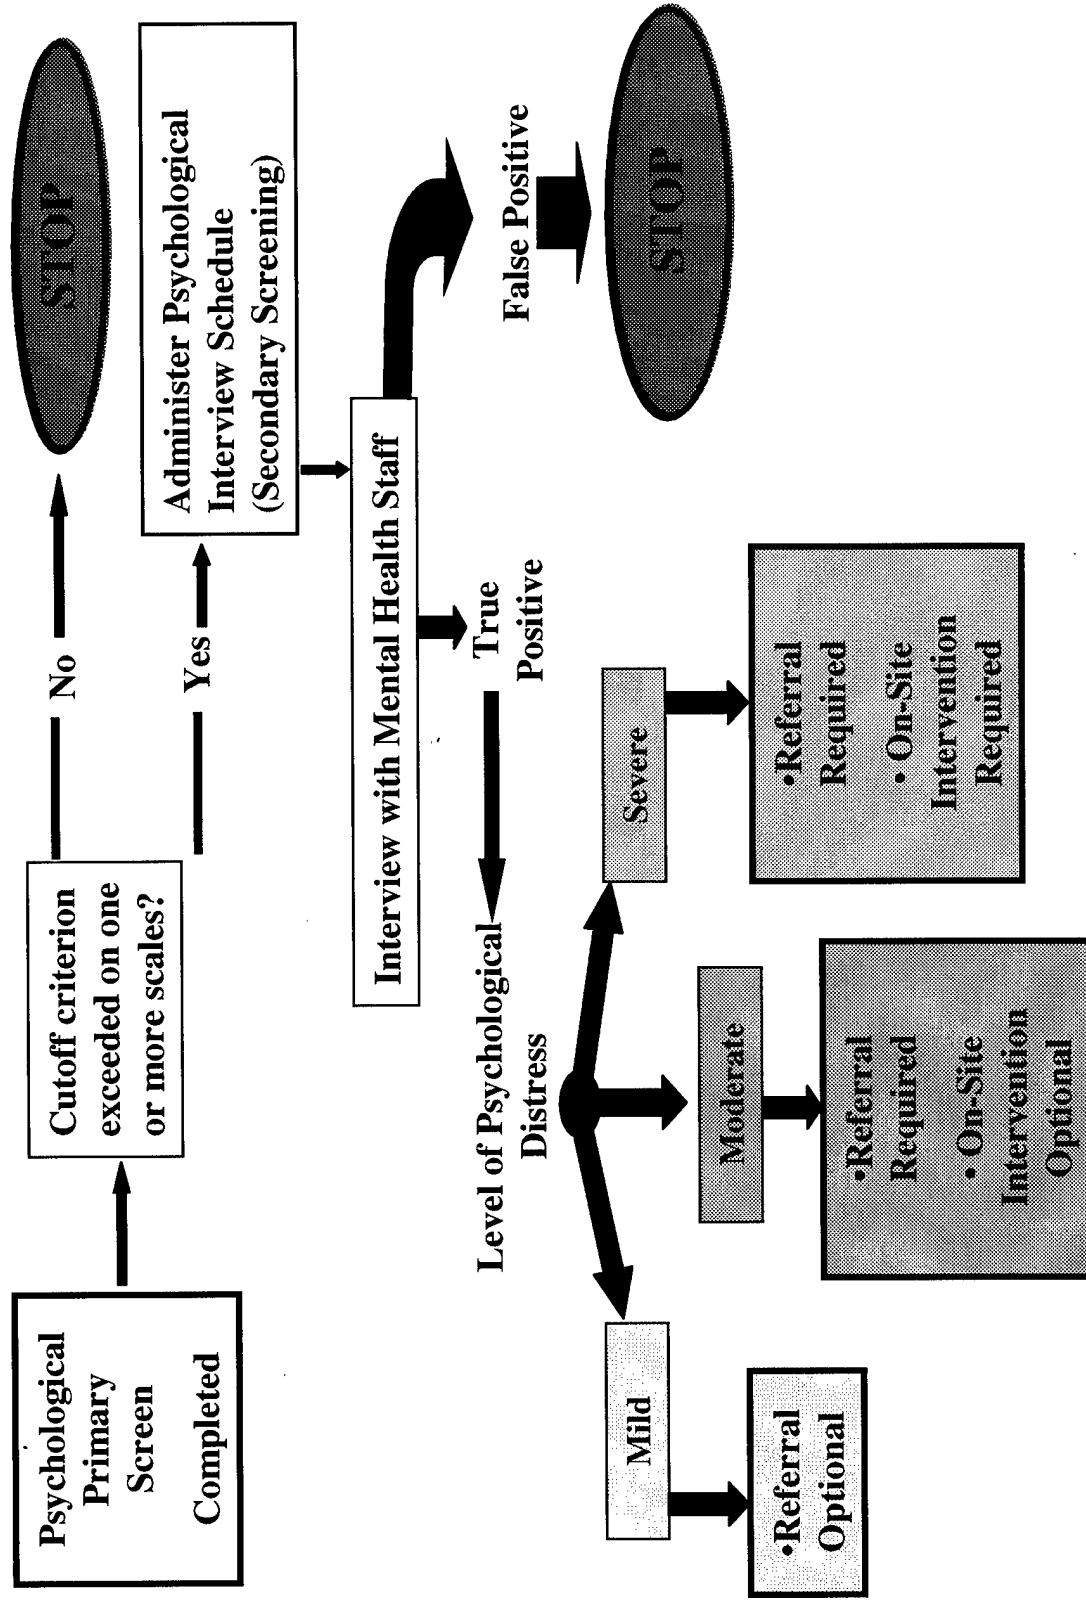 Psychological
Primary
Screen
Completed
Cutoff criterion
exceeded on one
or more scales?
No
STOP
Yes
Administer Psychological
Interview Schedule
(Secondary Screening)
Interview with Mental Health Staff
True
Positive
False Positive
STOP
Level of Psychological
Distress
Mild
•Referral
Optional
Moderate
•Referral
Required
• On-Site
Intervention
Optional
Severe
•Referral
Required
• On-Site
Intervention
Required